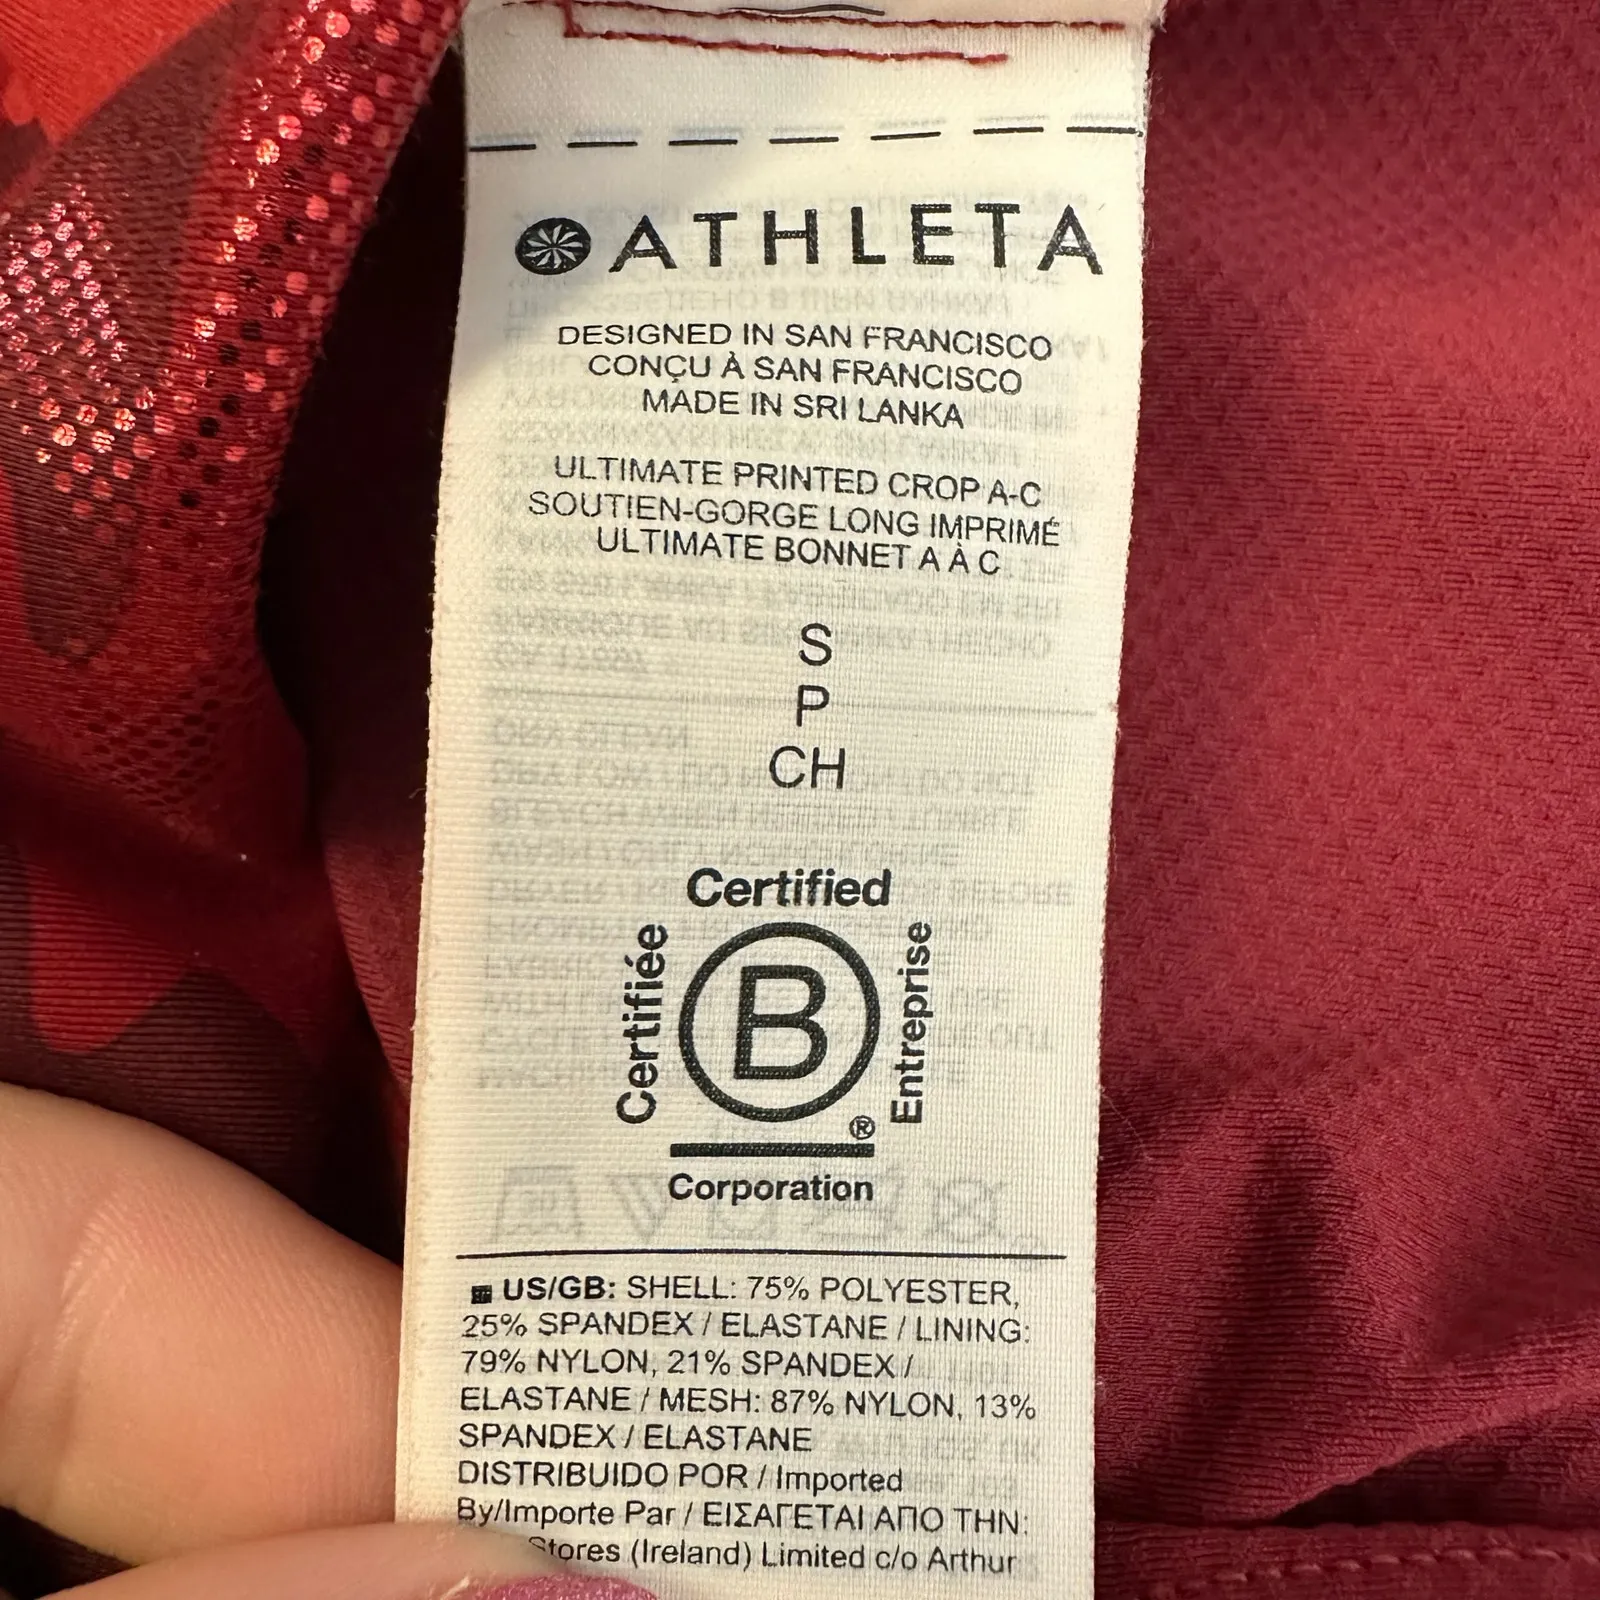 ATHLETA
DESIGNED IN SAN FRANCISCO
CONÇU À SAN FRANCISCO
MADE IN SRI LANKA
ULTIMATE PRINTED CROP A-C
SOUTIEN-GORGE LONG IMPRIMÉ
ULTIMATE BONNET A À C
S
P
CH
Certified
Certifiée
B
Entreprise
®
Corporation
US/GB: SHELL: 75% POLYESTER,
25% SPANDEX / ELASTANE / LINING:
79% NYLON, 21% SPANDEX /
ELASTANE / MESH: 87% NYLON, 13%
SPANDEX / ELASTANE
DISTRIBUIDO POR / Imported
By/Importe Par / ΕΙΣΑΓΕΤΑΙ ΑΠΟ ΤΗΝ:
Stores (Ireland) Limited c/o Arthur